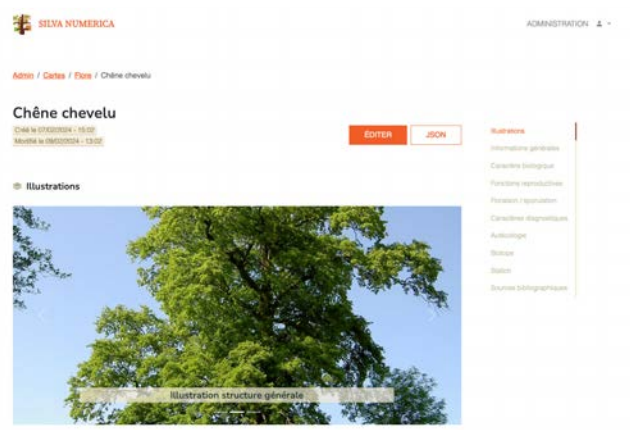 SILVA NUMERICA
ADMINISTRATION
Admin / Cartes / Flore / Chêne chevelu
Chêne chevelu
Créé le 07/02/2024 - 15:02
Modifié le 09/02/2024 - 13:02
ÉDITER
JSON
Illustrations
Illustration structure générale
Illustrations
Informations générales
Caractère biologique
Fonctions reproductives
Floraison / sporulation
Caractères diagnostiques
Autécologie
Biotope
Station
Sources bibliographiques